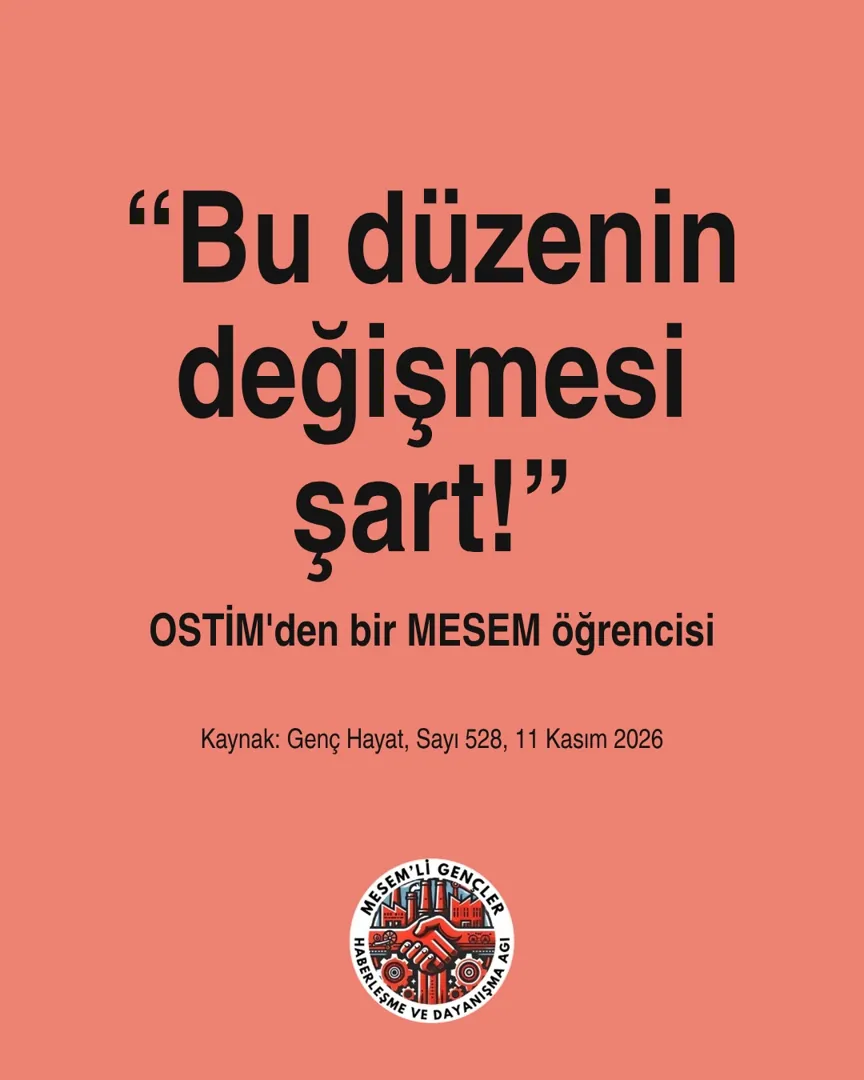 “Bu düzenin
değişmesi
şart!”
OSTİM'den bir MESEM öğrencisi
Kaynak: Genç Hayat, Sayı 528, 11 Kasım 2026
MESEM'Lİ GENÇLER
HABERLEŞME VE DAYANIŞMA AĞI